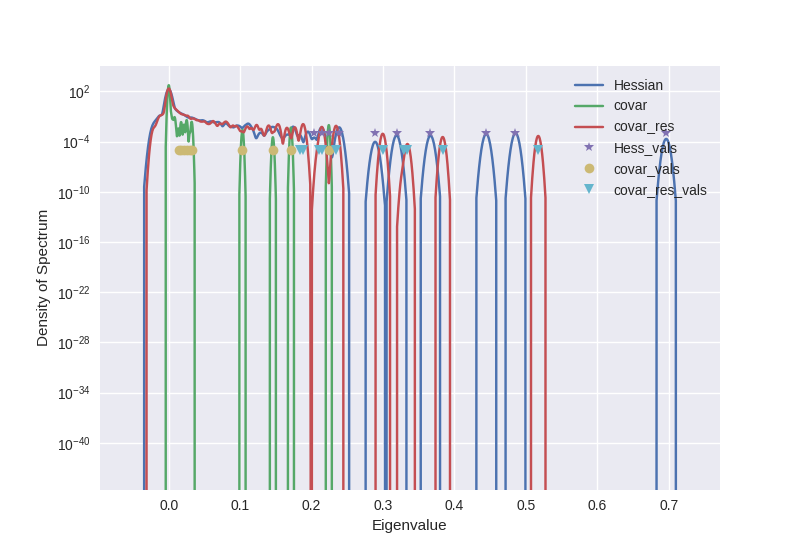 10^2
10^−4
10^−10
10^−16
10^−22
10^−28
10^−34
10^−40
Density of Spectrum
Hessian
covar
covar_res
Hess_vals
covar_vals
covar_res_vals
0.0 0.1 0.2 0.3 0.4 0.5 0.6 0.7
Eigenvalue